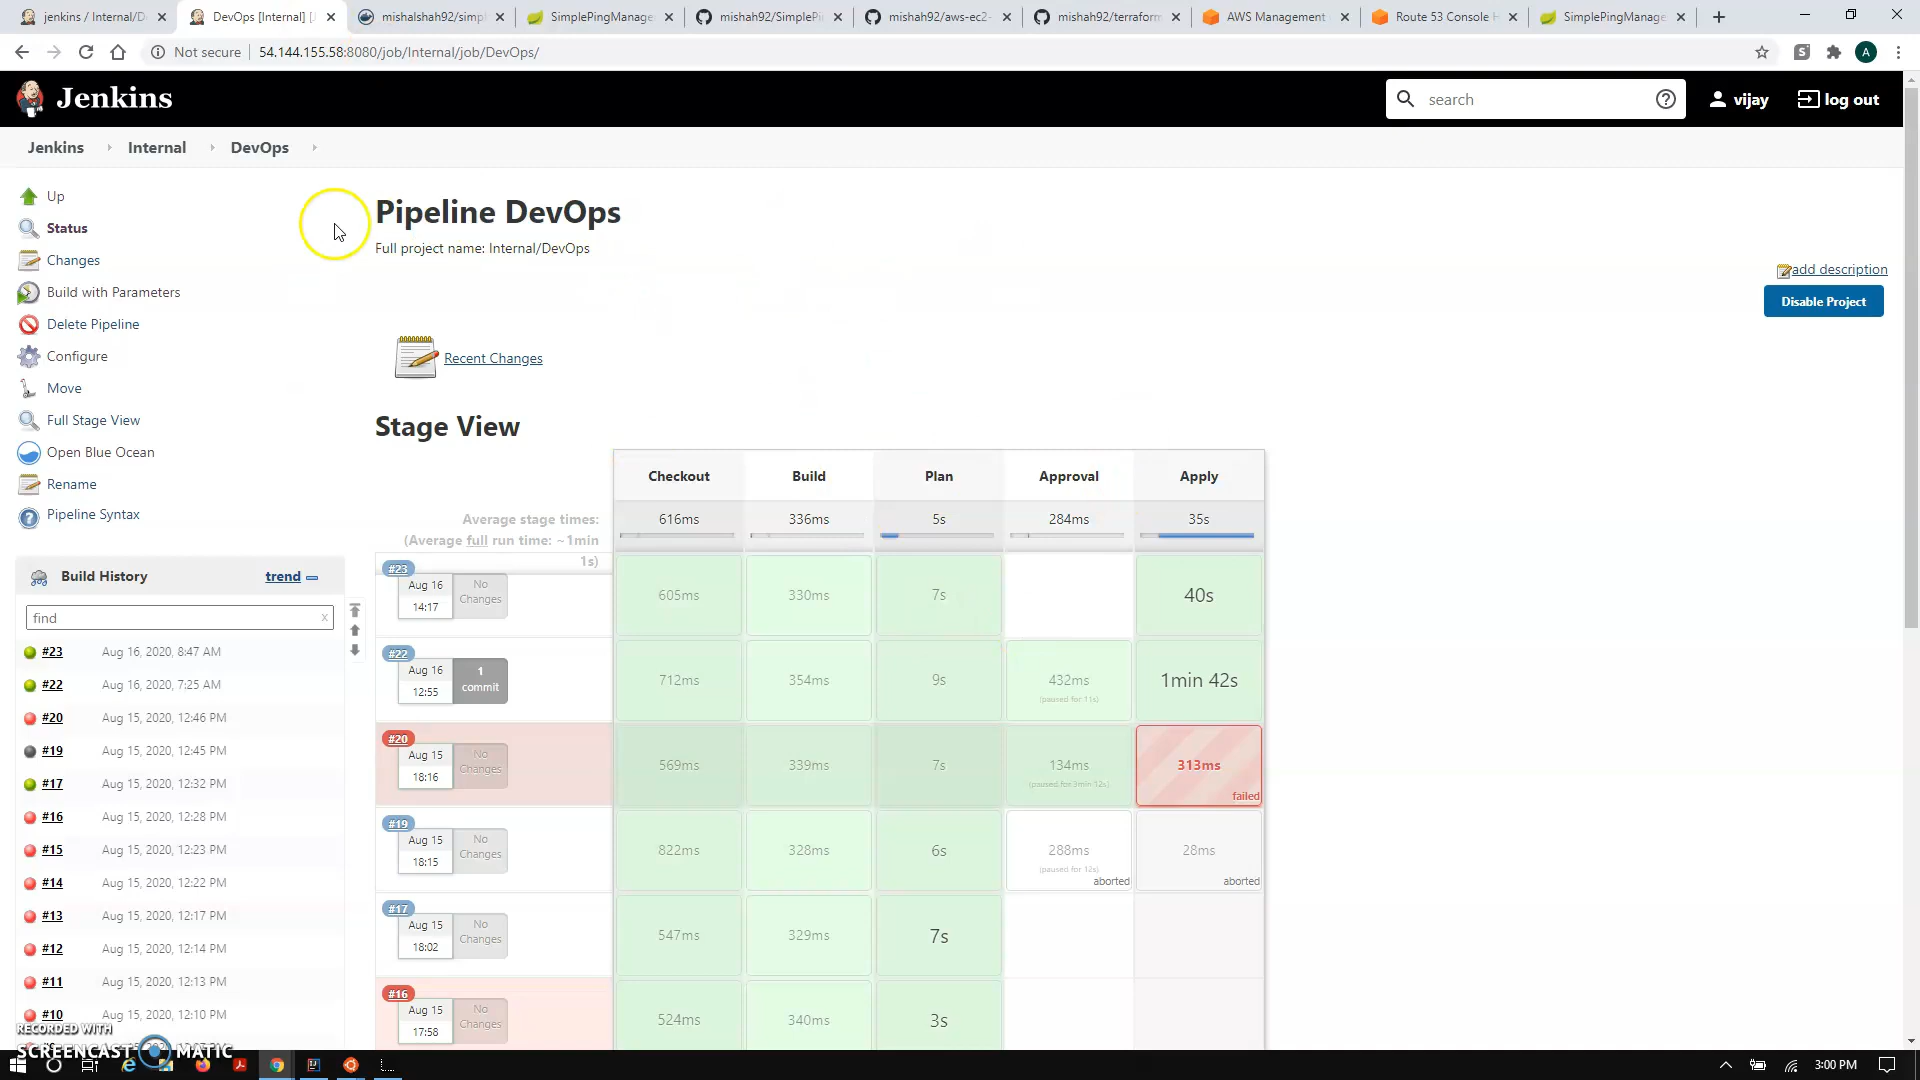 jenkins / Internal/D
DevOps [Internal] [J
mishalshah92/simpl
SimplePingManage
mishah92/SimplePi
mishah92/aws-ec2-
mishah92/terraform
AWS Management
Route 53 Console H
SimplePingManage
Not secure
54.144.155.58:8080/job/Internal/job/DevOps/
A
Jenkins
search
vijay
log out
Jenkins
Internal
DevOps
Up
Status
Changes
Build with Parameters
Delete Pipeline
Configure
Move
Full Stage View
Open Blue Ocean
Rename
Pipeline Syntax
Build History
trend
find
x
#23 Aug 16, 2020, 8:47 AM
#22 Aug 16, 2020, 7:25 AM
#20 Aug 15, 2020, 12:46 PM
#19 Aug 15, 2020, 12:45 PM
#17 Aug 15, 2020, 12:32 PM
#16 Aug 15, 2020, 12:28 PM
#15 Aug 15, 2020, 12:23 PM
#14 Aug 15, 2020, 12:22 PM
#13 Aug 15, 2020, 12:17 PM
#12 Aug 15, 2020, 12:14 PM
#11 Aug 15, 2020, 12:13 PM
#10 Aug 15, 2020, 12:10 PM
Pipeline DevOps
Full project name: Internal/DevOps
add description
Disable Project
Recent Changes
Stage View
Checkout Build Plan Approval Apply
Average stage times:
(Average full run time: ~1min
1s)
616ms 336ms 5s 284ms 35s
#23
Aug 16
14:17
No
Changes
605ms 330ms 7s 40s
#22
Aug 16
12:55
1
commit
712ms 354ms 9s 432ms 1min 42s
(paused for 11s)
#20
Aug 15
18:16
No
Changes
569ms 339ms 7s 134ms 313ms
(paused for 3min 12s)
failed
#19
Aug 15
18:15
No
Changes
822ms 328ms 6s 288ms 28ms
(paused for 12s)
aborted aborted
#17
Aug 15
18:02
No
Changes
547ms 329ms 7s
#16
Aug 15
17:58
No
Changes
524ms 340ms 3s
RECORDED WITH
SCREENCAST MATIC
3:00 PM